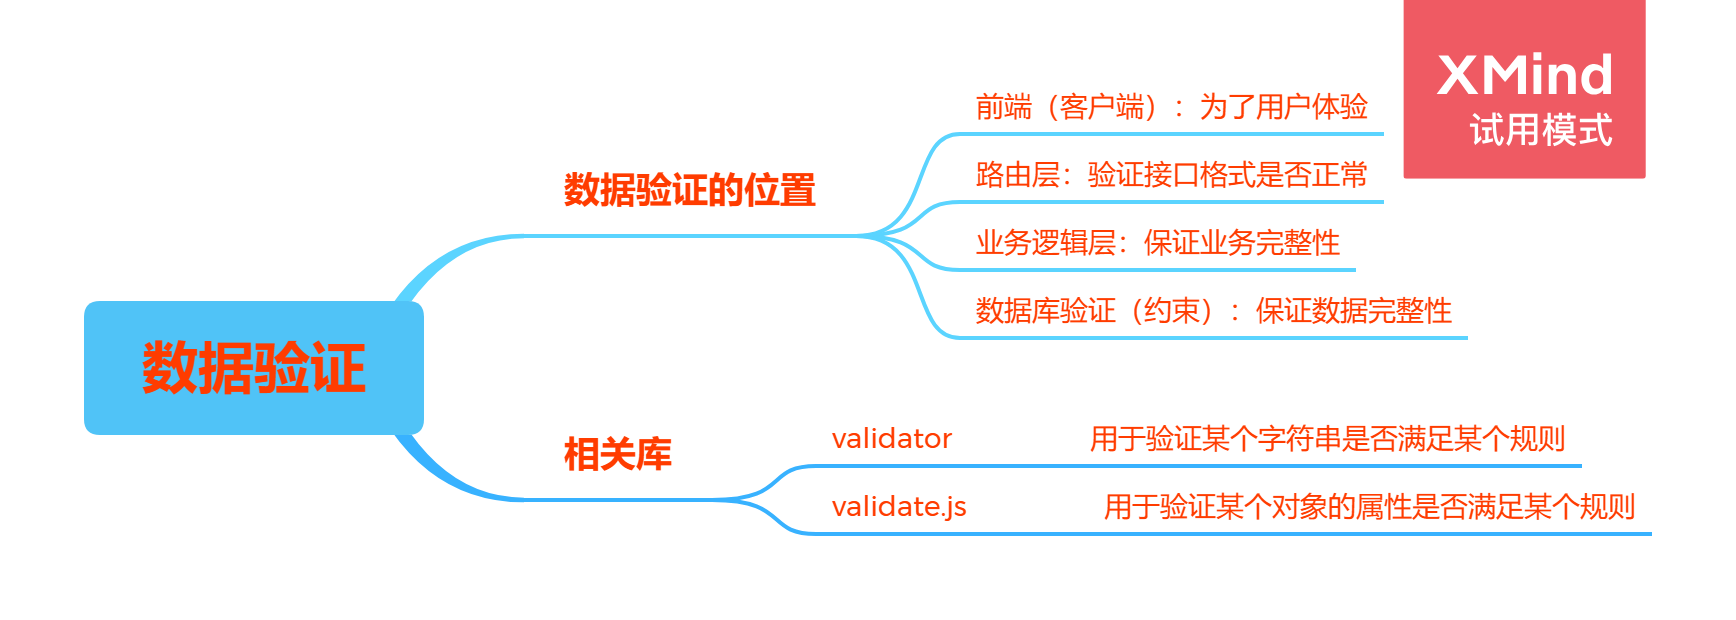 XMind
试用模式
前端（客户端）：为了用户体验
路由层：验证接口格式是否正常
数据验证的位置
业务逻辑层：保证业务完整性
数据库验证（约束）：保证数据完整性
数据验证
相关库
validator 用于验证某个字符串是否满足某个规则
validate.js 用于验证某个对象的属性是否满足某个规则